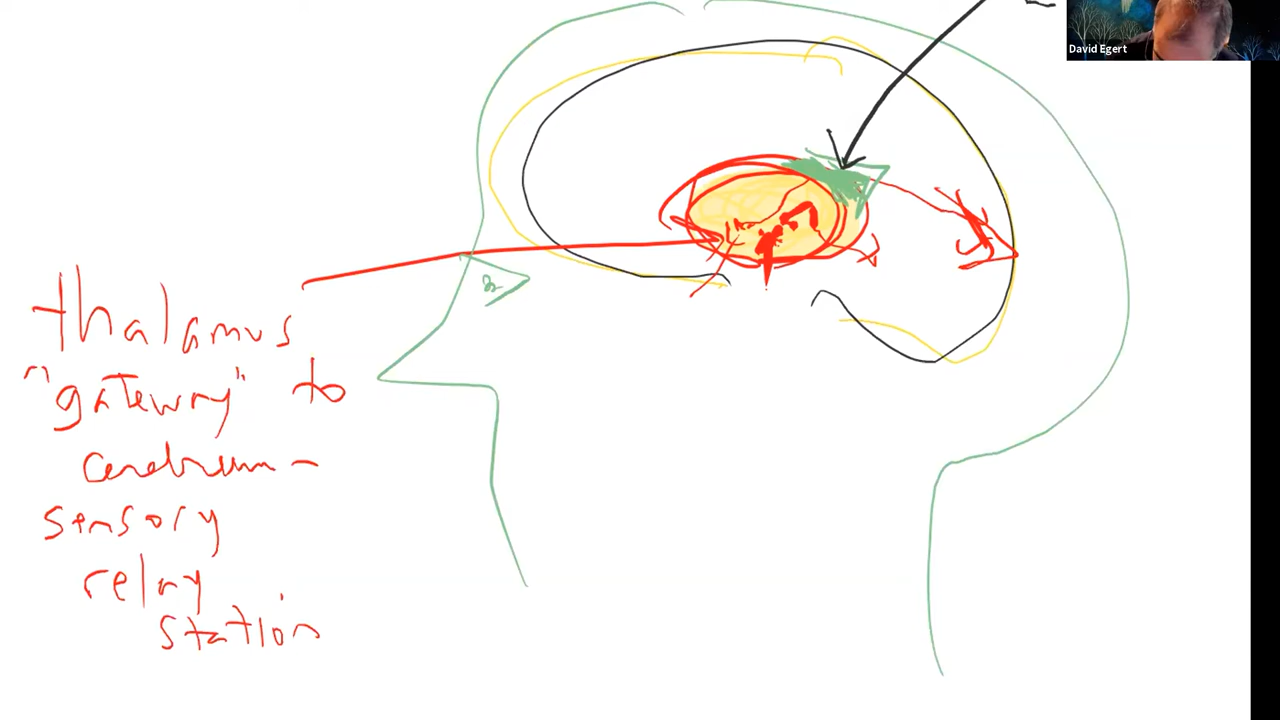 David Egert
thalamus
"gateway" to
cerebrum -
sensory
relay
station